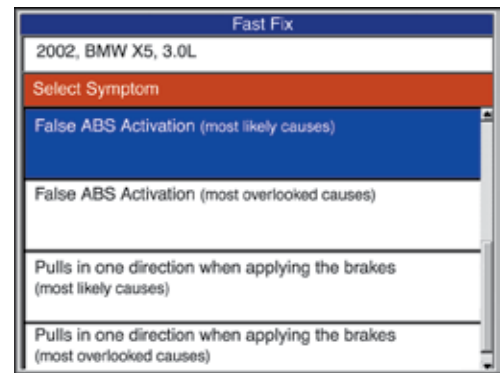 Fast Fix
2002, BMW X5, 3.0L
Select Symptom
False ABS Activation (most likely causes)
False ABS Activation (most overlooked causes)
Pulls in one direction when applying the brakes
(most likely causes)
Pulls in one direction when applying the brakes
(most overlooked causes)